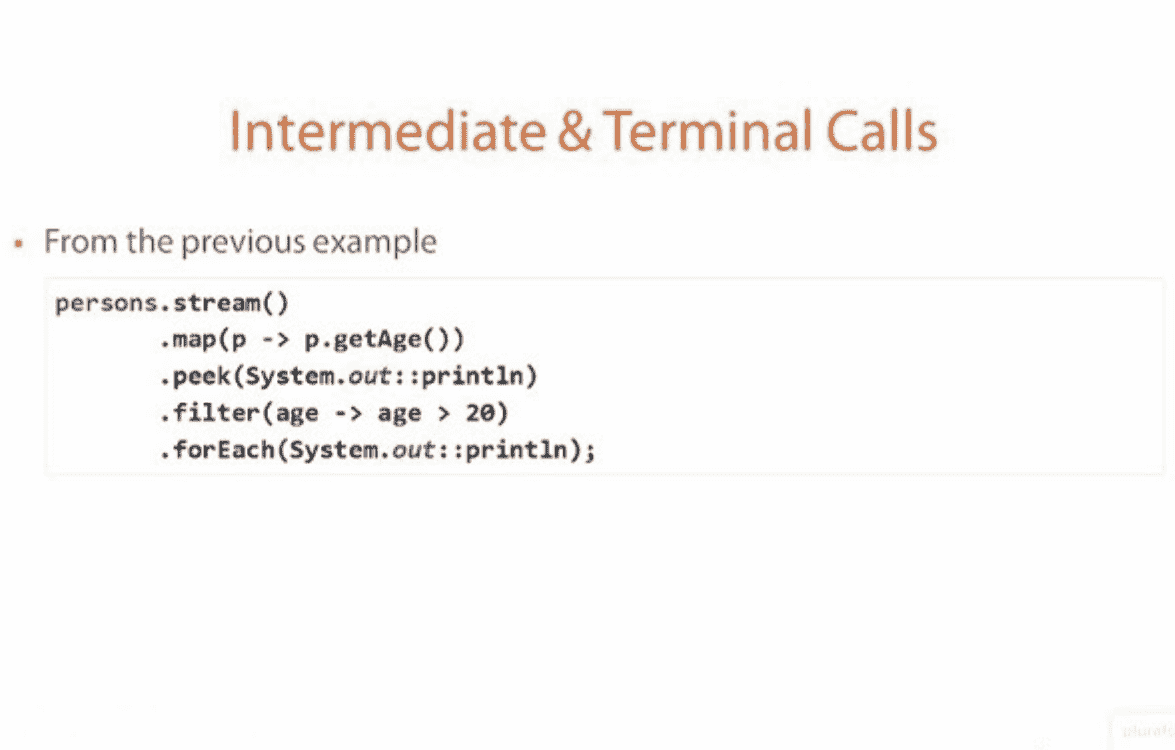 Intermediate & Terminal Calls
▪ From the previous example
persons.stream()
.map(p -> p.getAge())
.peek(System.out::println)
.filter(age -> age > 20)
.forEach(System.out::println);